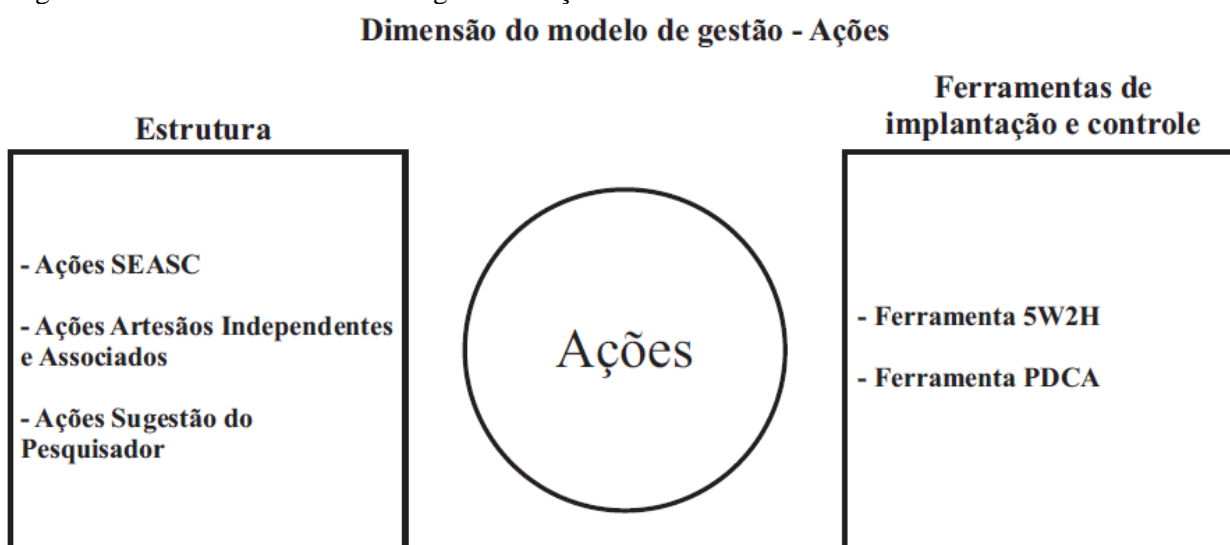 Dimensão do modelo de gestão - Ações
Estrutura
- Ações SEASC
- Ações Artesãos Independentes
e Associados
- Ações Sugestão do
Pesquisador
Ações
Ferramentas de
implantação e controle
- Ferramenta 5W2H
- Ferramenta PDCA